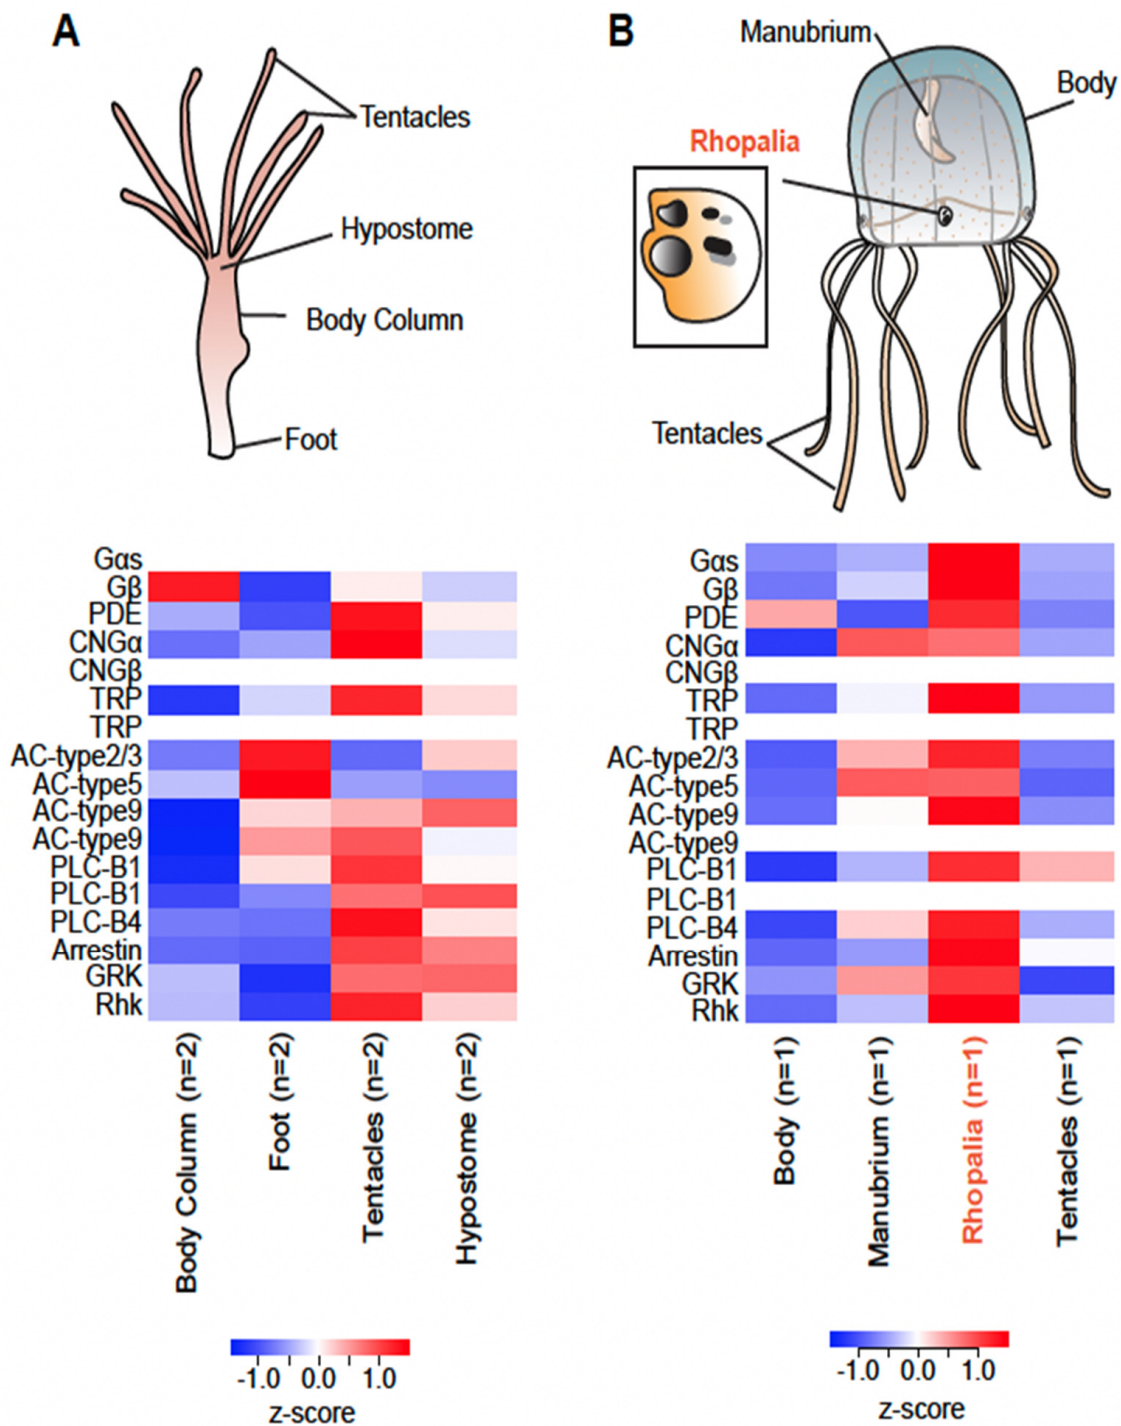 A
Tentacles
Hypostome
Body Column
Foot
Gαs
Gβ
PDE
CNGα
CNGβ
TRP
TRP
AC-type2/3
AC-type5
AC-type9
AC-type9
PLC-B1
PLC-B1
PLC-B4
Arrestin
GRK
Rhk
Body Column (n=2)
Foot (n=2)
Tentacles (n=2)
Hypostome (n=2)
-1.0 0.0 1.0
z-score
B
Manubrium
Body
Rhopalia
Tentacles
Gαs
Gβ
PDE
CNGα
CNGβ
TRP
TRP
AC-type2/3
AC-type5
AC-type9
AC-type9
PLC-B1
PLC-B1
PLC-B4
Arrestin
GRK
Rhk
Body (n=1)
Manubrium (n=1)
Rhopalia (n=1)
Tentacles (n=1)
-1.0 0.0 1.0
z-score